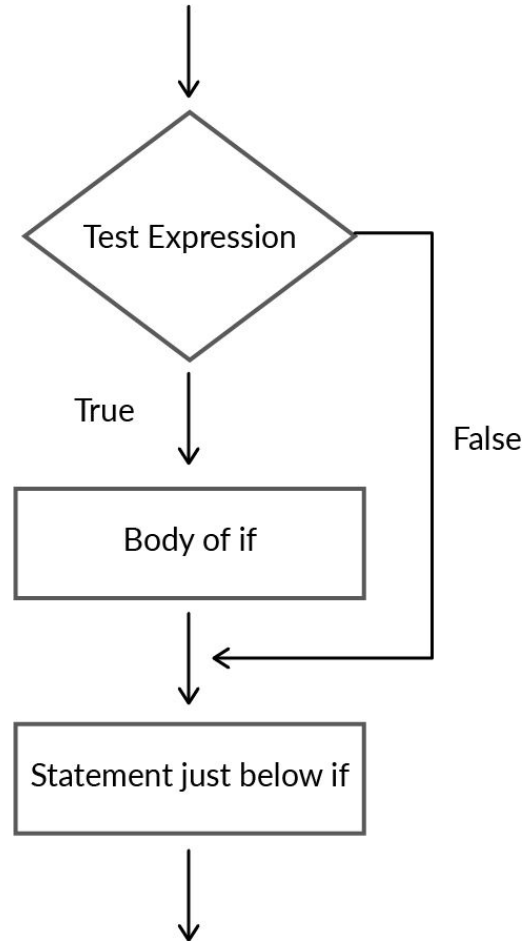 Test Expression
True
False
Body of if
Statement just below if